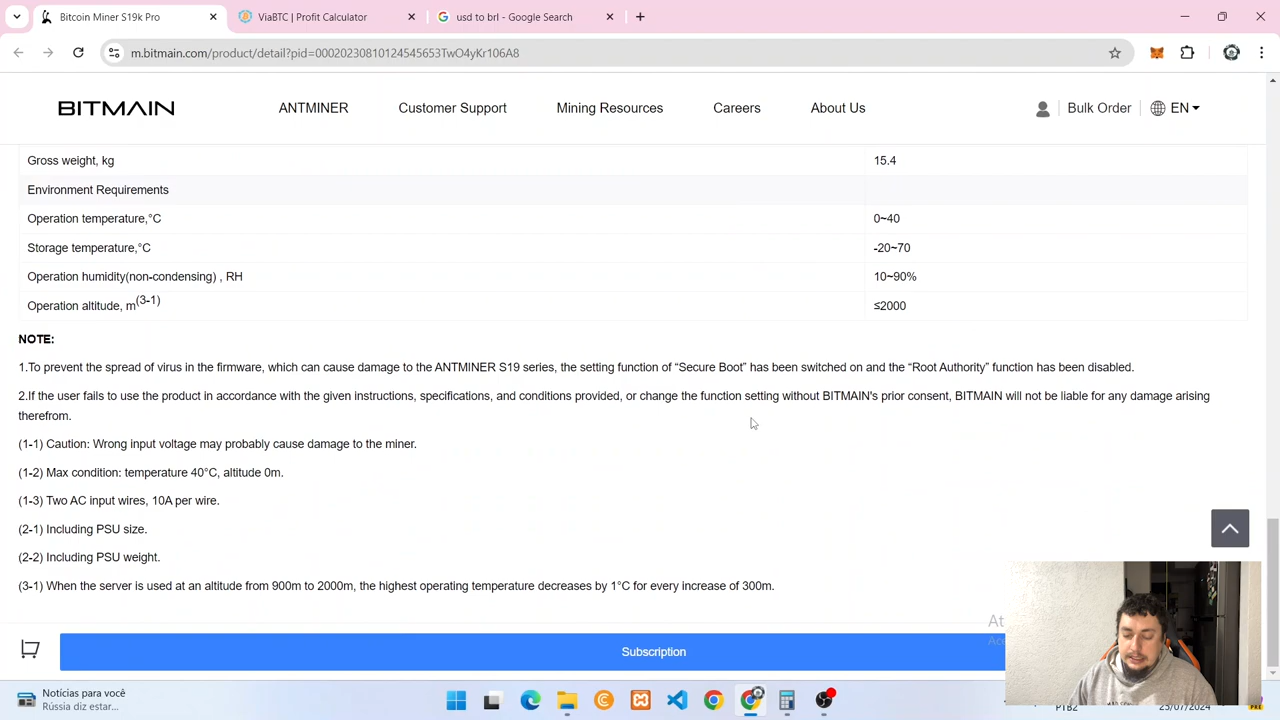 Bitcoin Miner S19k Pro
ViaBTC | Profit Calculator
usd to brl - Google Search
m.bitmain.com/product/detail?pid=00020230810124545653TwO4yKr106A8
BITMAIN
ANTMINER
Customer Support
Mining Resources
Careers
About Us
Bulk Order
EN
Gross weight, kg 15.4
Environment Requirements
Operation temperature,°C 0~40
Storage temperature,°C -20~70
Operation humidity(non-condensing) , RH 10~90%
Operation altitude, m(3-1) ≤2000
NOTE:
1.To prevent the spread of virus in the firmware, which can cause damage to the ANTMINER S19 series, the setting function of “Secure Boot” has been switched on and the “Root Authority” function has been disabled.
2.If the user fails to use the product in accordance with the given instructions, specifications, and conditions provided, or change the function setting without BITMAIN's prior consent, BITMAIN will not be liable for any damage arising
therefrom.
(1-1) Caution: Wrong input voltage may probably cause damage to the miner.
(1-2) Max condition: temperature 40°C, altitude 0m.
(1-3) Two AC input wires, 10A per wire.
(2-1) Including PSU size.
(2-2) Including PSU weight.
(3-1) When the server is used at an altitude from 900m to 2000m, the highest operating temperature decreases by 1°C for every increase of 300m.
At
Subscription
Notícias para você
Rússia diz estar...
PTB2
25/07/2024